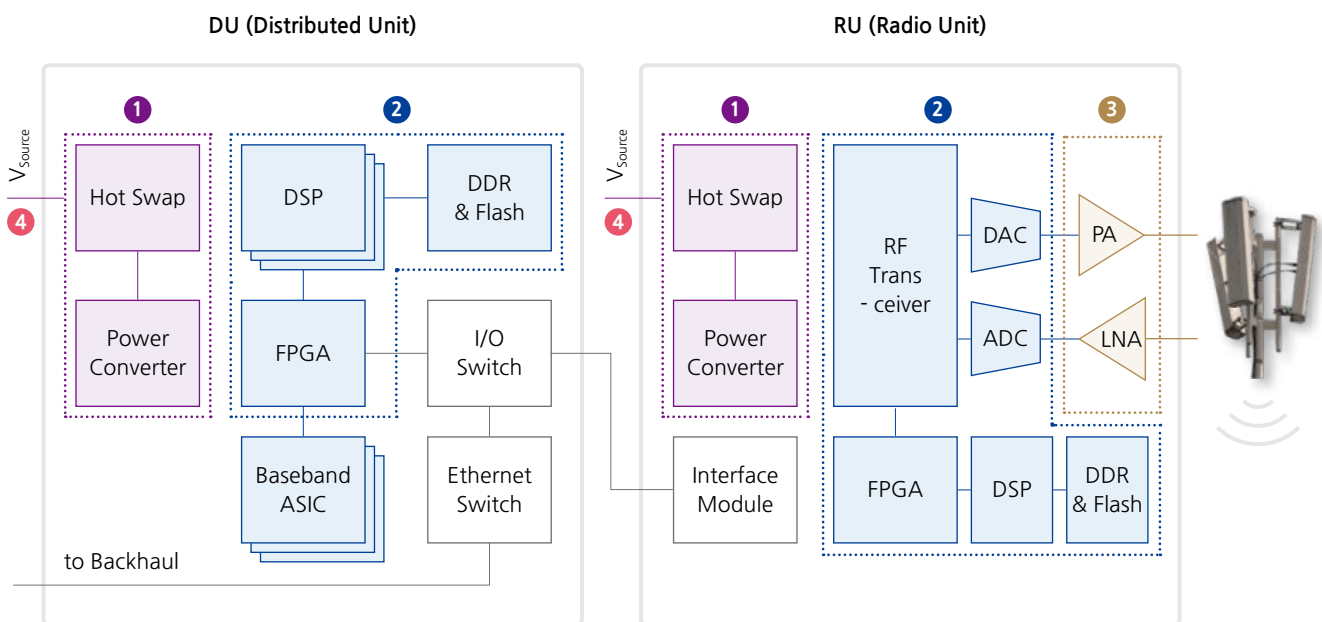 DU (Distributed Unit)
RU (Radio Unit)
1
2
1
2
3
V Source
4
Hot Swap
Power
Converter
DSP
DDR
& Flash
FPGA
I/O
Switch
Baseband
ASIC
Ethernet
Switch
to Backhaul
V Source
4
Hot Swap
Power
Converter
Interface
Module
RF
Trans
- ceiver
DAC
ADC
PA
LNA
FPGA
DSP
DDR
& Flash